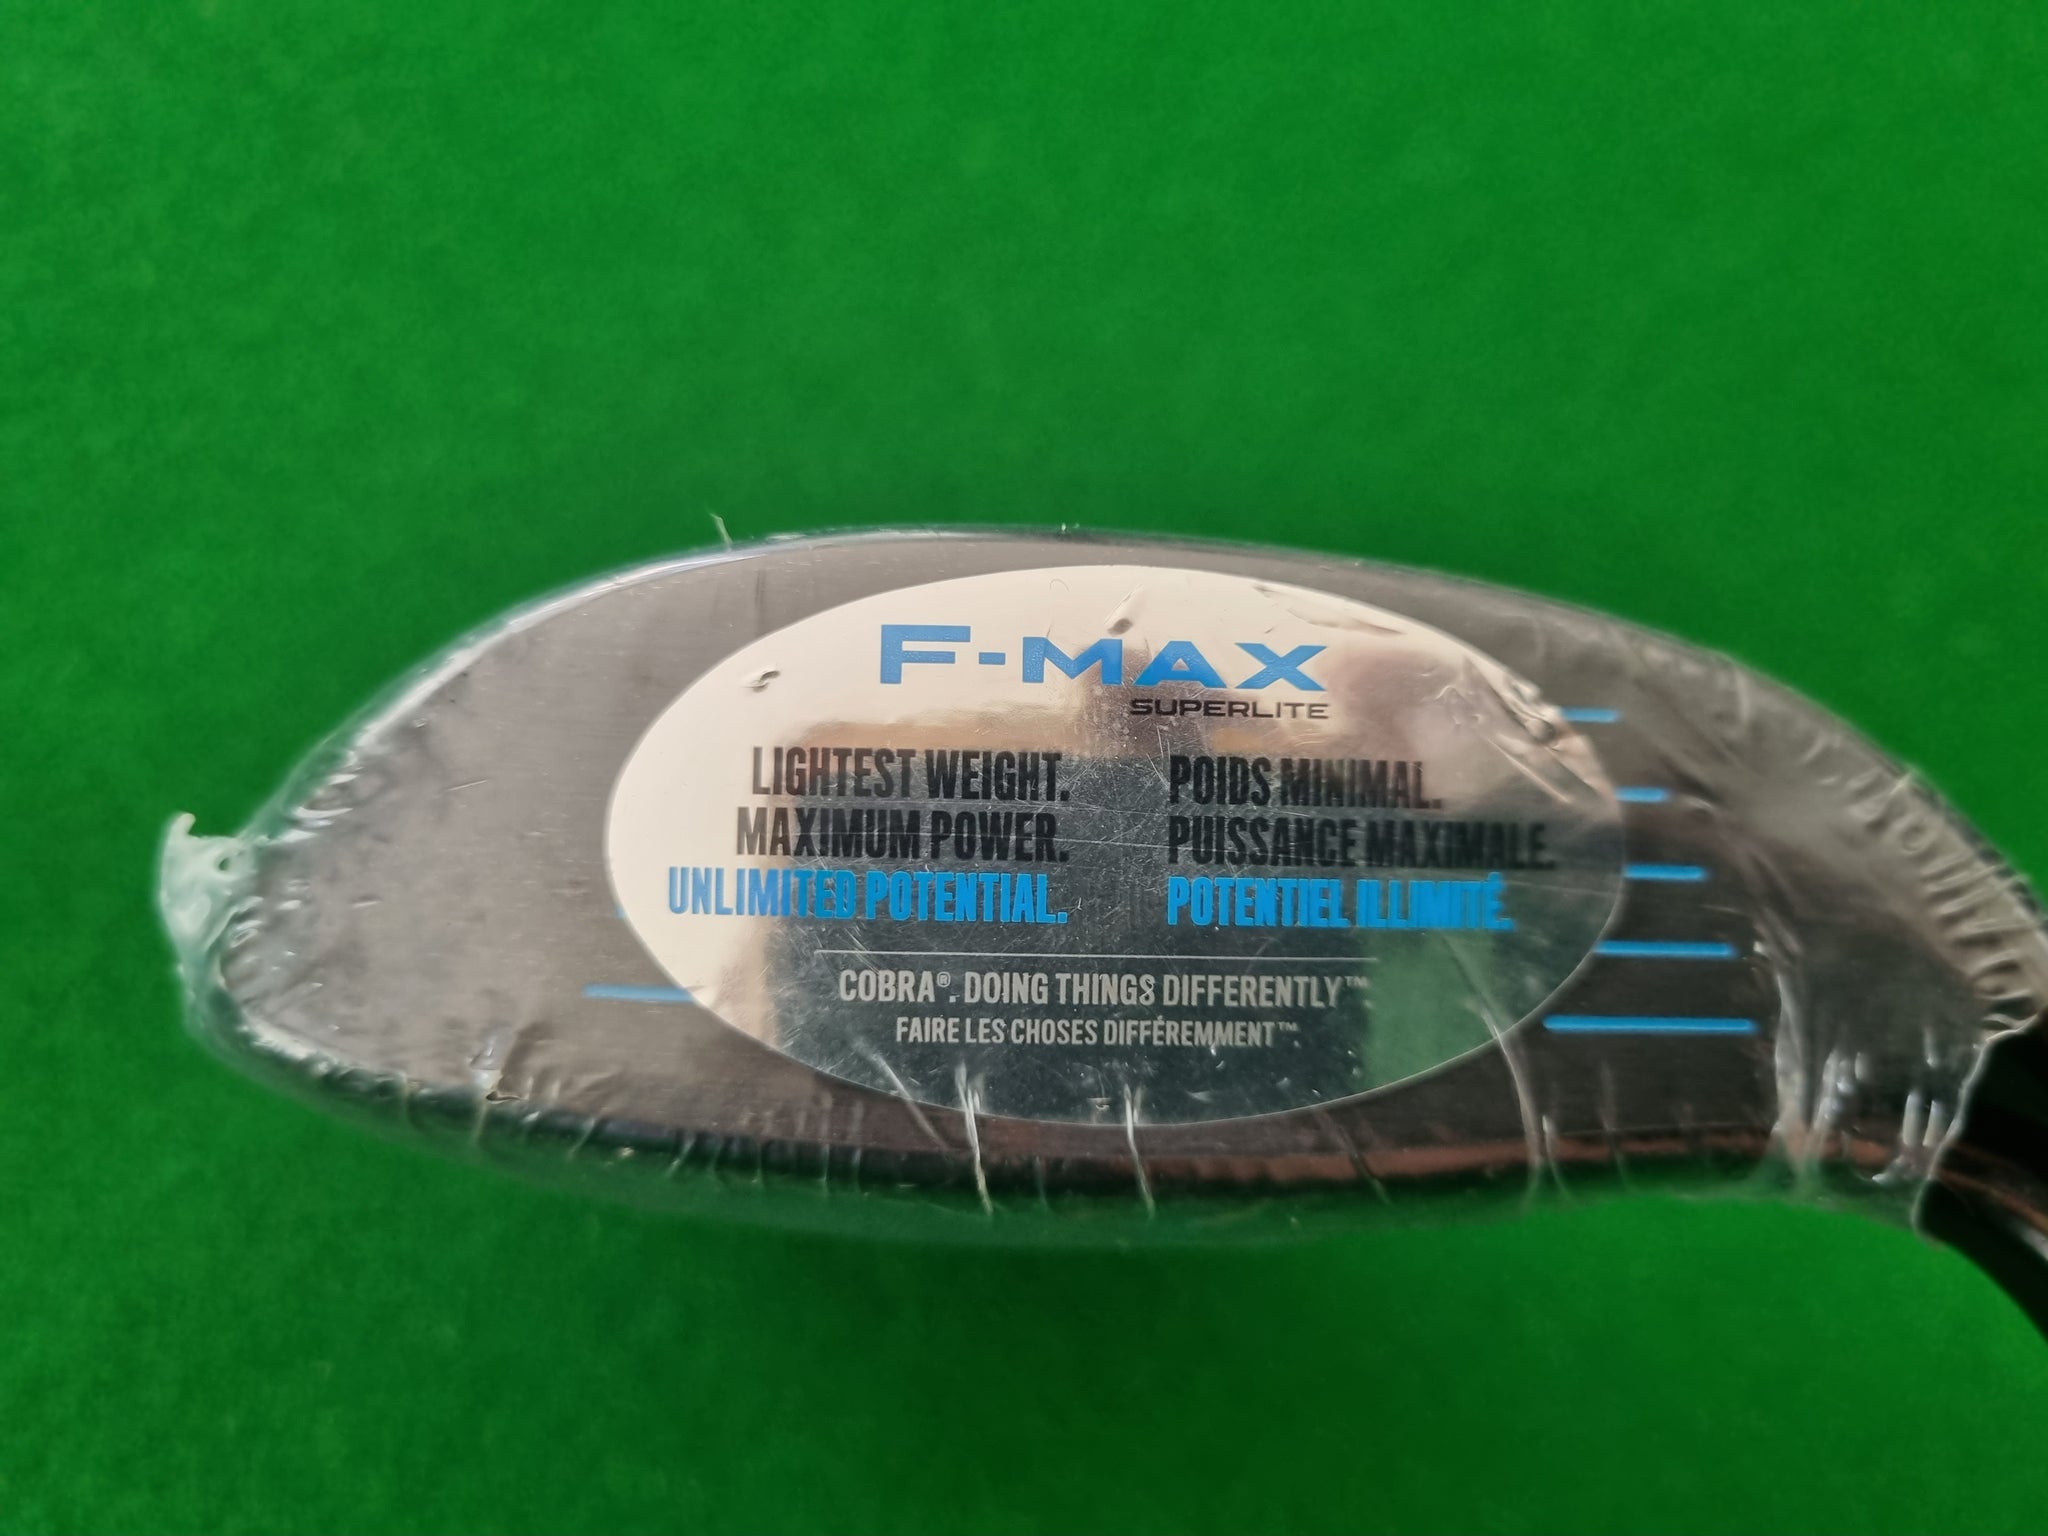 F-MAX
SUPERLITE
LIGHTEST WEIGHT.
MAXIMUM POWER.
UNLIMITED POTENTIAL.
POIDS MINIMAL.
PUISSANCE MAXIMALE.
POTENTIEL ILLIMITÉ.
COBRA®. DOING THINGS DIFFERENTLY™
FAIRE LES CHOSES DIFFÉREMMENT™